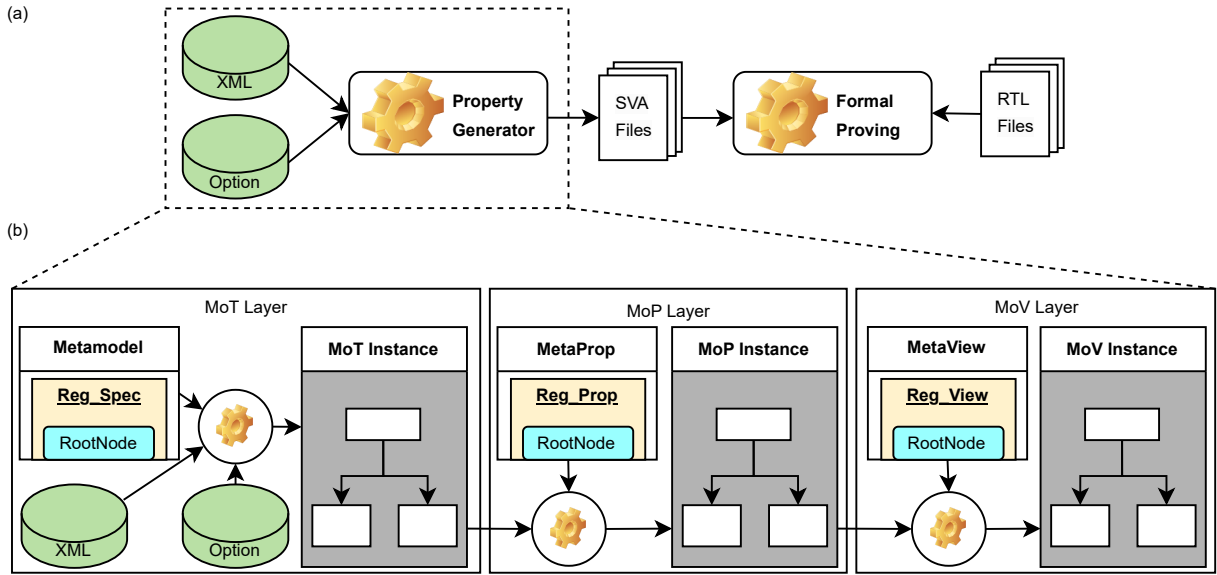 (a)
XML
Option
Property
Generator
SVA
Files
Formal
Proving
RTL
Files
(b)
MoT Layer
Metamodel
Reg_Spec
RootNode
XML
Option
MoT Instance
MoP Layer
MetaProp
Reg_Prop
RootNode
MoP Instance
MoV Layer
MetaView
Reg_View
RootNode
MoV Instance